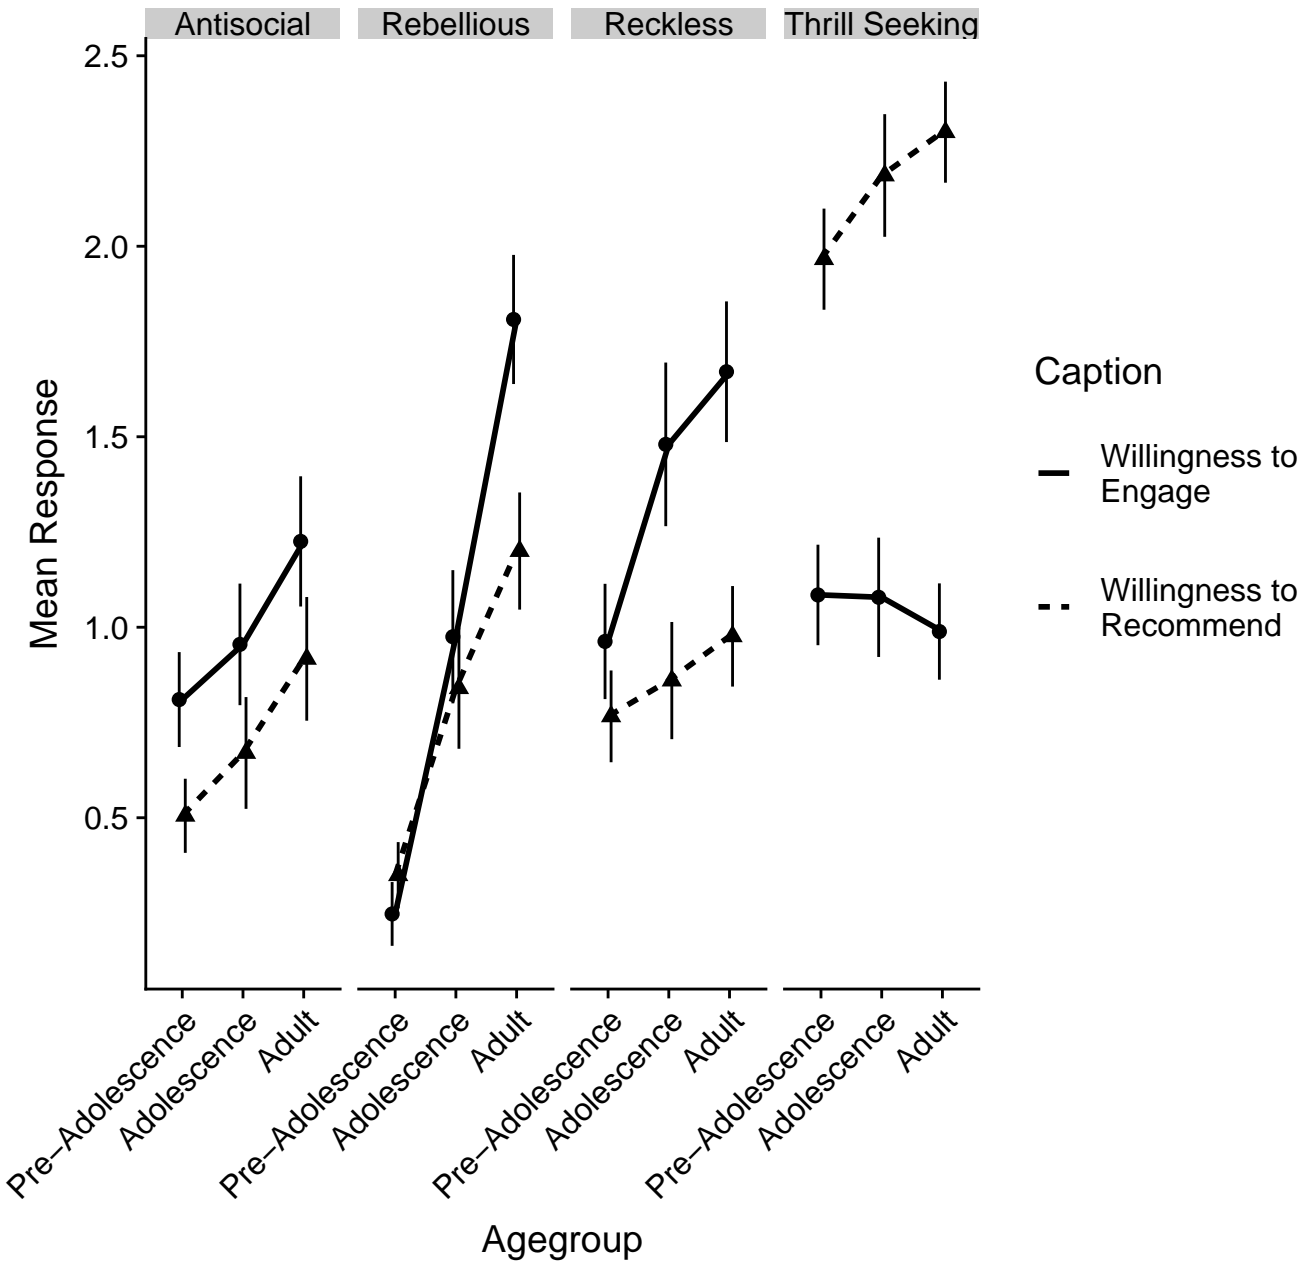 Antisocial
Rebellious
Reckless
Thrill Seeking
2.5
2.0
1.5
1.0
0.5
Mean Response
Pre–Adolescence
Adolescence
Adult
Pre–Adolescence
Adolescence
Adult
Pre–Adolescence
Adolescence
Adult
Pre–Adolescence
Adolescence
Adult
Agegroup
Caption
Willingness to
Engage
Willingness to
Recommend